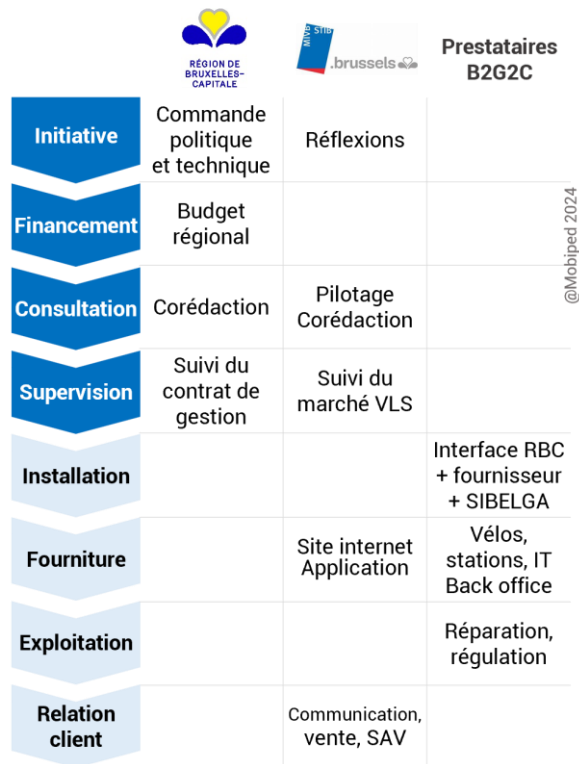 RÉGION DE
BRUXELLES-
CAPITALE
MIVB STIB
.brussels
Prestataires
B2G2C
Initiative
Commande
politique
et technique
Réflexions
Financement
Budget
régional
Consultation
Corédaction
Pilotage
Corédaction
Supervision
Suivi du
contrat de
gestion
Suivi du
marché VLS
Installation
Interface RBC
+ fournisseur
+ SIBELGA
Fourniture
Site internet
Application
Vélos,
stations, IT
Back office
Exploitation
Réparation,
régulation
Relation
client
Communication,
vente, SAV
@Mobiped 2024